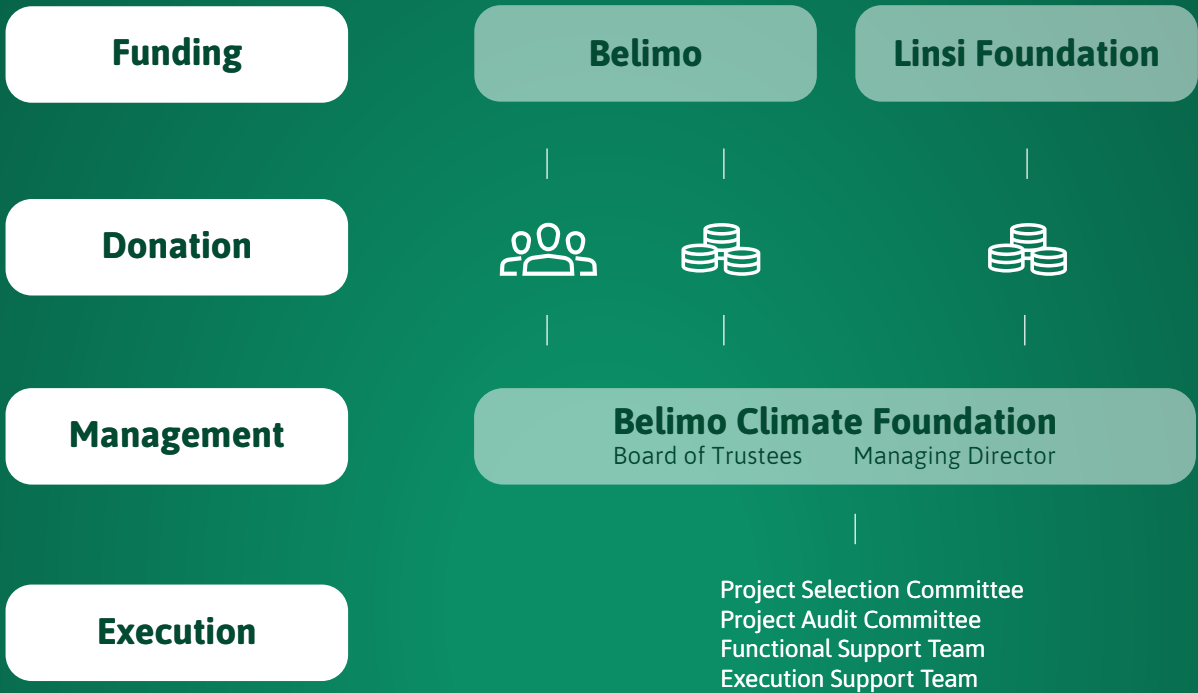 Funding
Belimo
Linsi Foundation
Donation
Management
Belimo Climate Foundation
Board of Trustees Managing Director
Execution
Project Selection Committee
Project Audit Committee
Functional Support Team
Execution Support Team